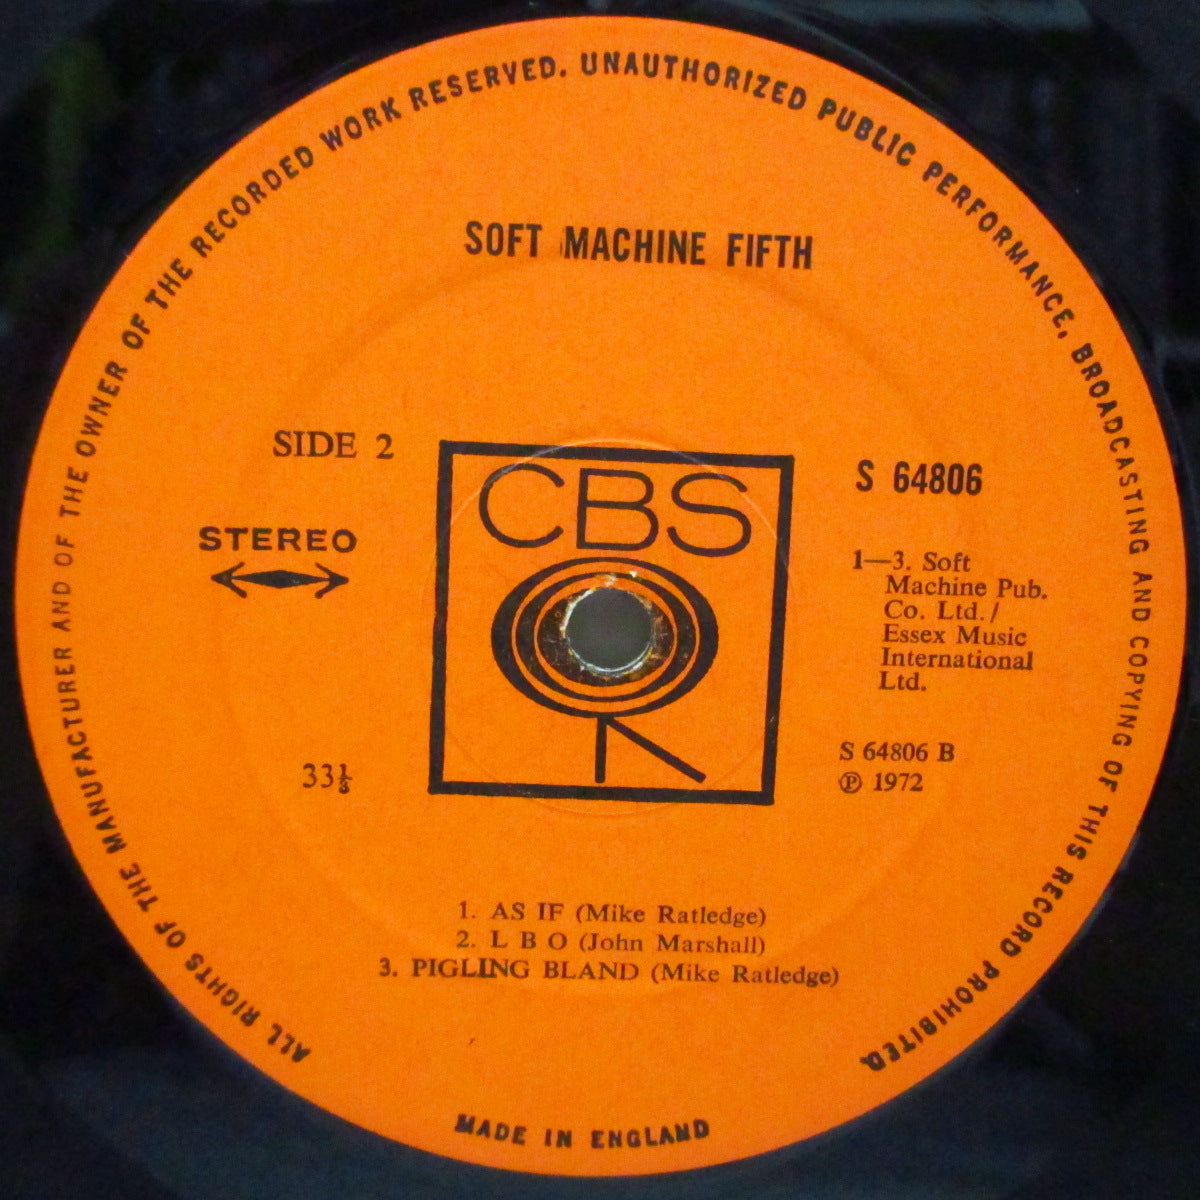 ALL RIGHTS OF THE MANUFACTURER AND OF THE OWNER OF THE RECORDED WORK RESERVED. UNAUTHORIZED PUBLIC PERFORMANCE, BROADCASTING AND COPYING OF THIS RECORD PROHIBITED.
SOFT MACHINE FIFTH
SIDE 2
STEREO
33⅓
CBS
S 64806
1—3. Soft
Machine Pub.
Co. Ltd./
Essex Music
International
Ltd.
S 64806 B
℗ 1972
1. AS IF (Mike Ratledge)
2. L B O (John Marshall)
3. PIGLING BLAND (Mike Ratledge)
MADE IN ENGLAND